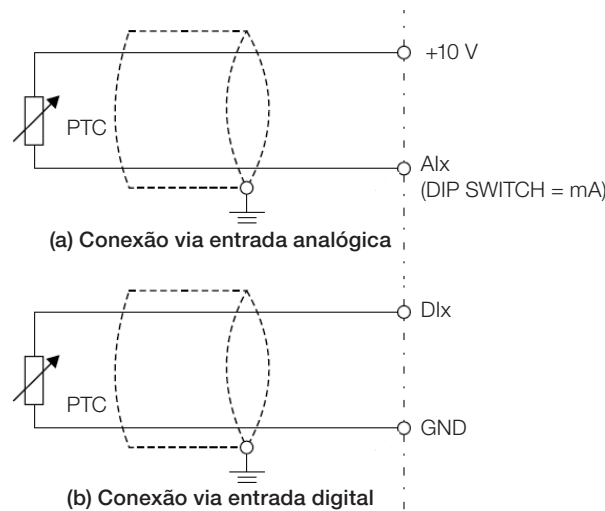 +10 V
PTC
AIx
(DIP SWITCH = mA)
(a) Conexão via entrada analógica
DIx
PTC
GND
(b) Conexão via entrada digital